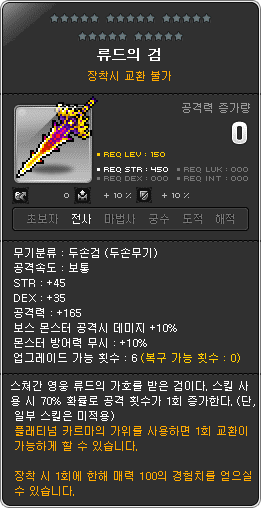 류드의 검
장착시 교환 불가
공격력 증가량
0
REQ LEV : 150
REQ STR : 450
REQ LUK : 000
REQ DEX : 000
REQ INT : 000
0 + 10 % + 10 %
초보자 전사 마법사 궁수 도적 해적
무기분류 : 두손검 (두손무기)
공격속도 : 보통
STR : +45
DEX : +35
공격력 : +165
보스 몬스터 공격시 데미지 +10%
몬스터 방어력 무시 : +10%
업그레이드 가능 횟수 : 6 (복구 가능 횟수 : 0)
스쳐간 영웅 류드의 가호를 받은 검이다. 스킬 사
용 시 70% 확률로 공격 횟수가 1회 증가한다. (단,
일부 스킬은 미적용)
플래티넘 카르마의 가위를 사용하면 1회 교환이
가능하게 할 수 있습니다.
장착 시 1회에 한해 매력 100의 경험치를 얻으실
수 있습니다.